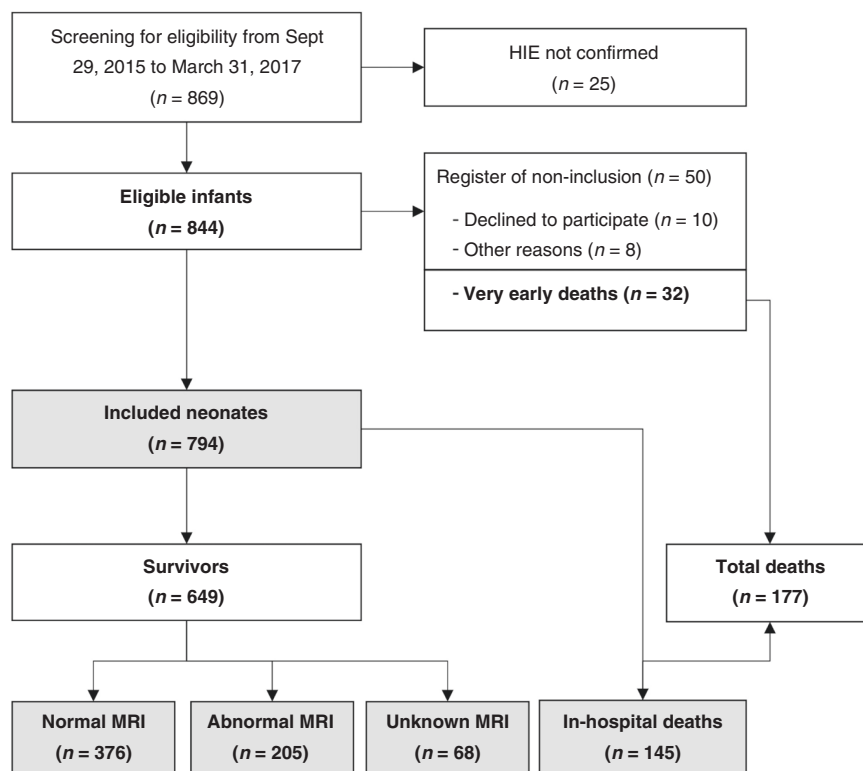 Screening for eligibility from Sept
29, 2015 to March 31, 2017
(n = 869)
HIE not confirmed
(n = 25)
Eligible infants
(n = 844)
Register of non-inclusion (n = 50)
- Declined to participate (n = 10)
- Other reasons (n = 8)
- Very early deaths (n = 32)
Included neonates
(n = 794)
Survivors
(n = 649)
Total deaths
(n = 177)
Normal MRI
(n = 376)
Abnormal MRI
(n = 205)
Unknown MRI
(n = 68)
In-hospital deaths
(n = 145)